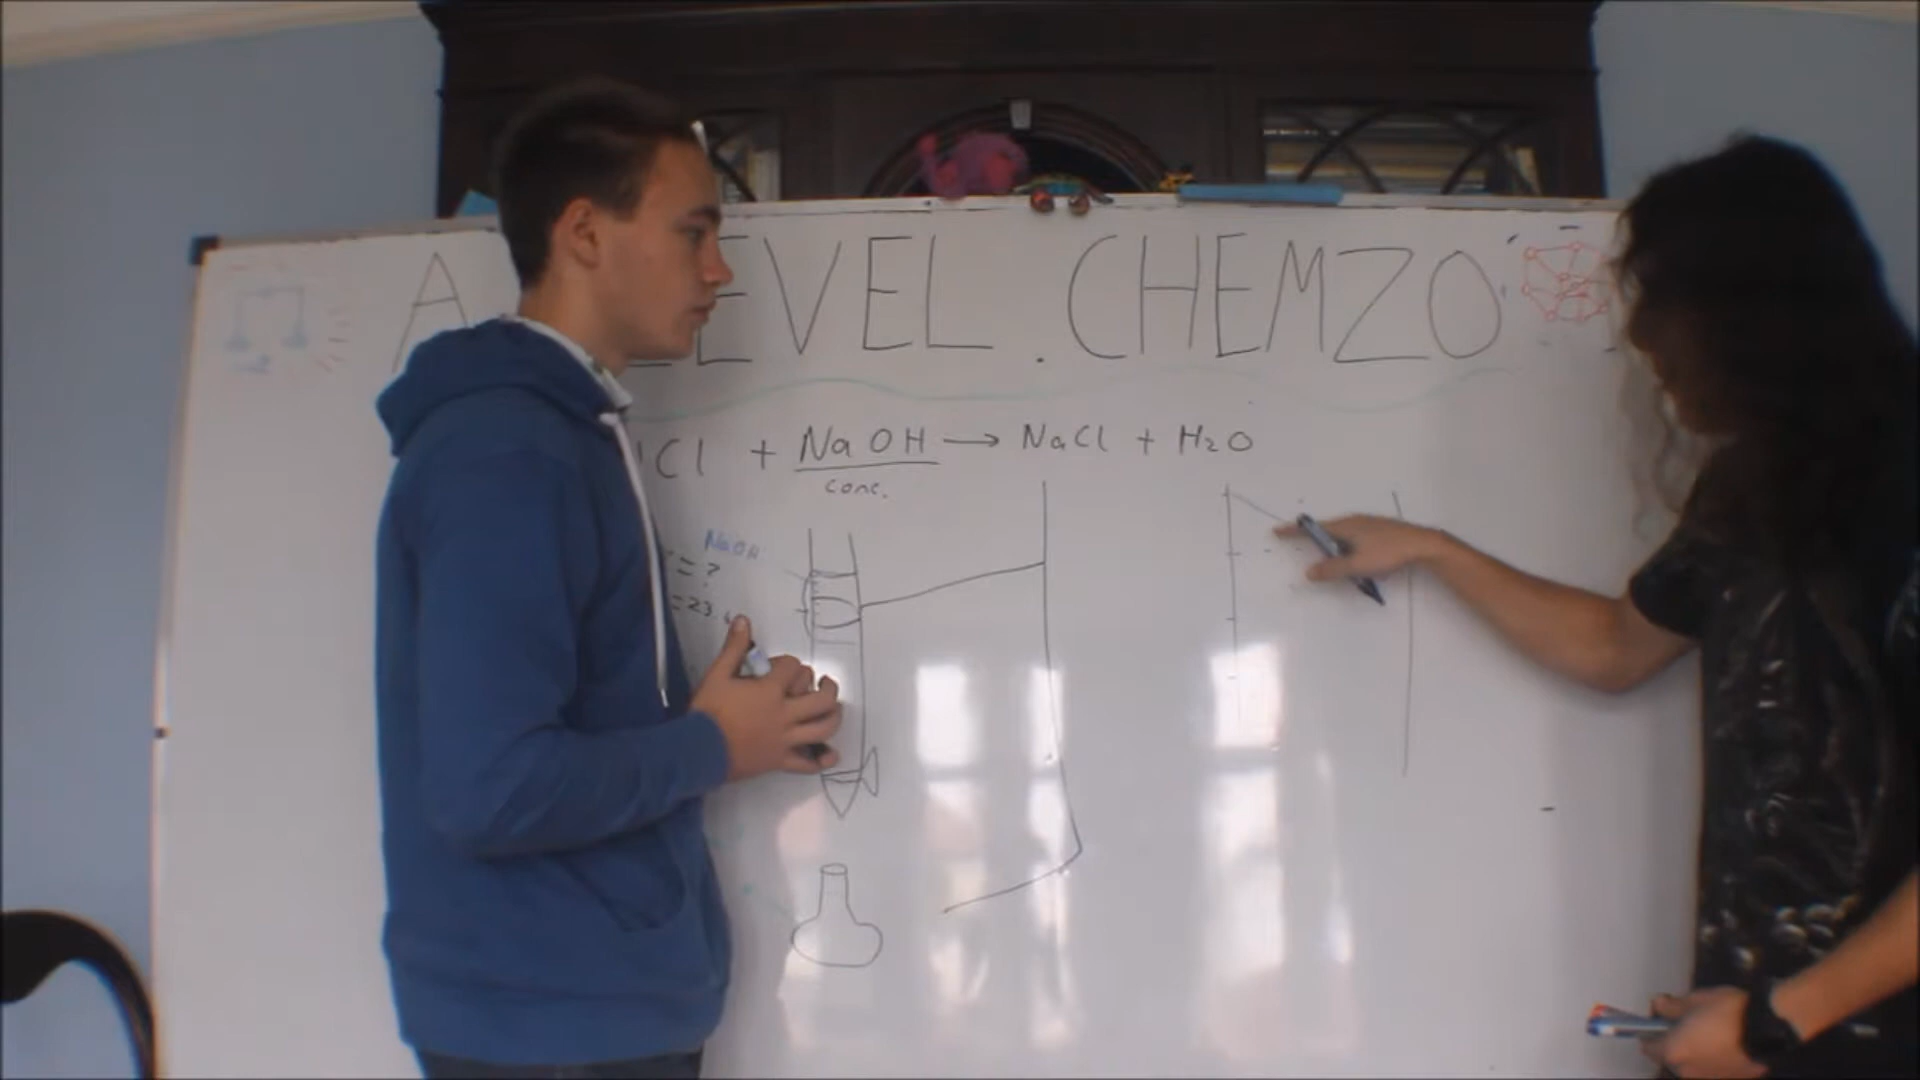 A LEVEL . CHEMZO
Cl + NaOH → NaCl + H₂O
conc.
NaOH
= ?
= 23.